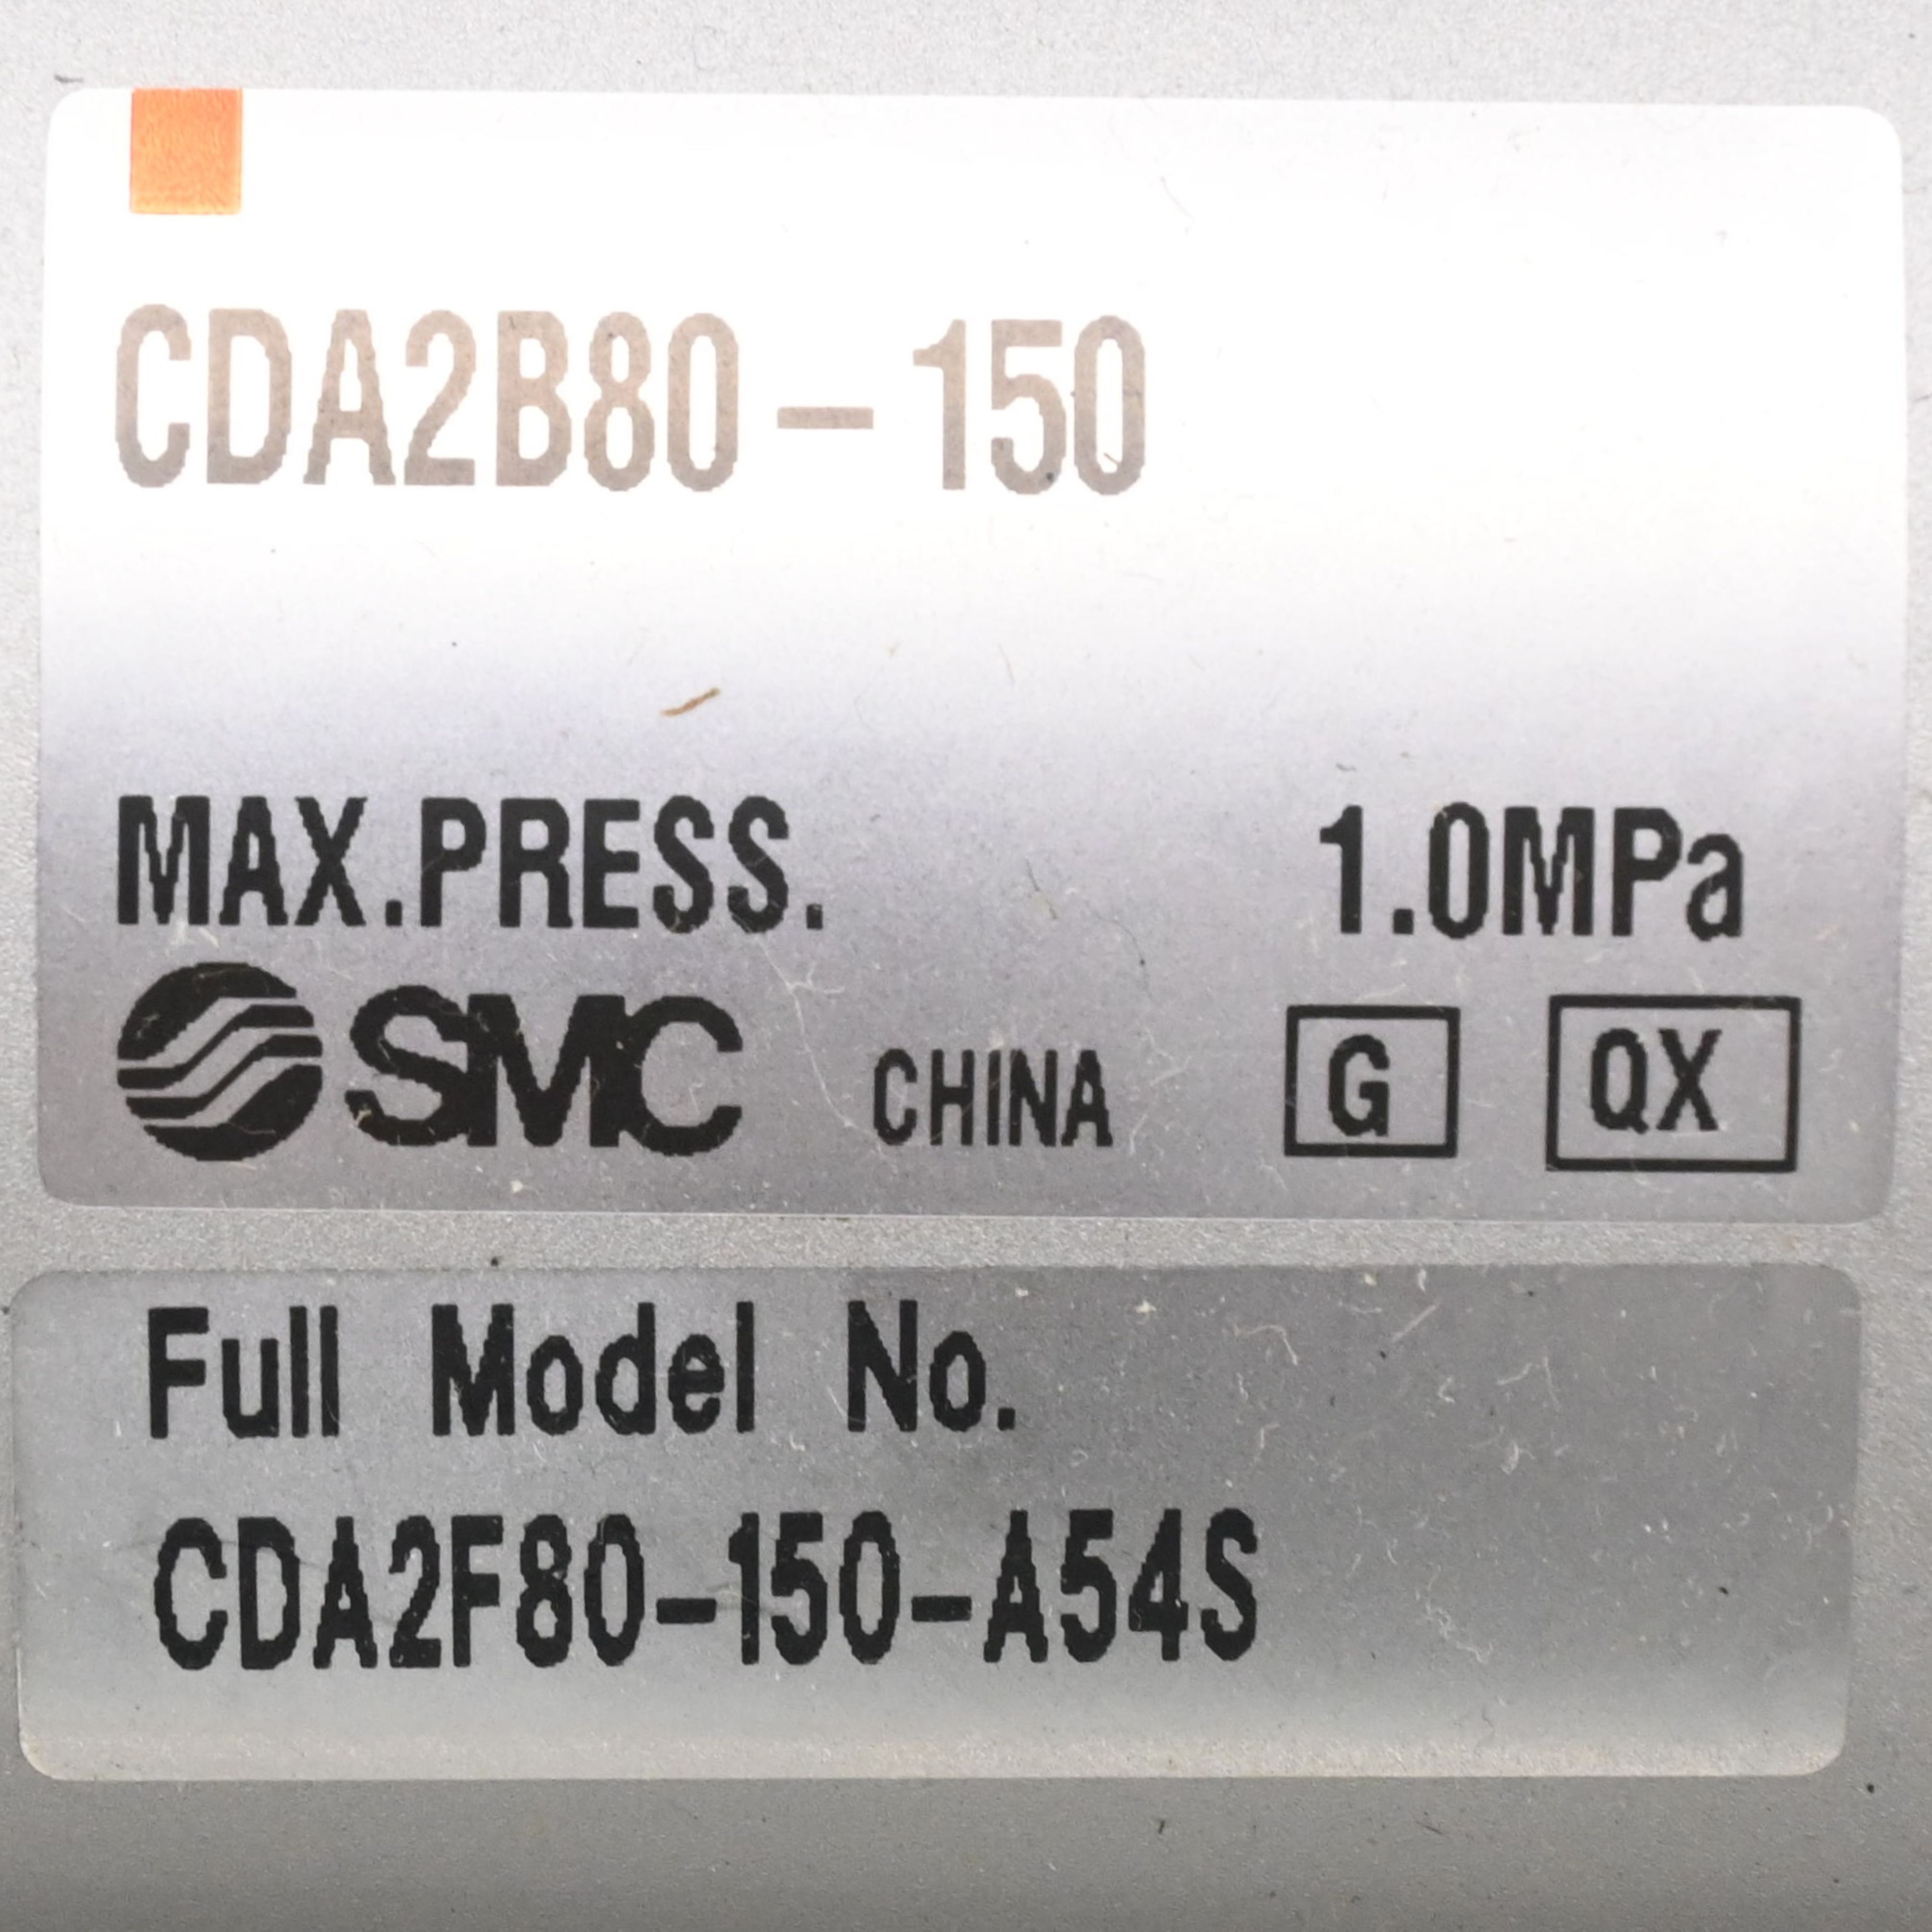 CDA2B80-150
MAX.PRESS. 1.0MPa
SMC CHINA G QX
Full Model No.
CDA2F80-150-A54S